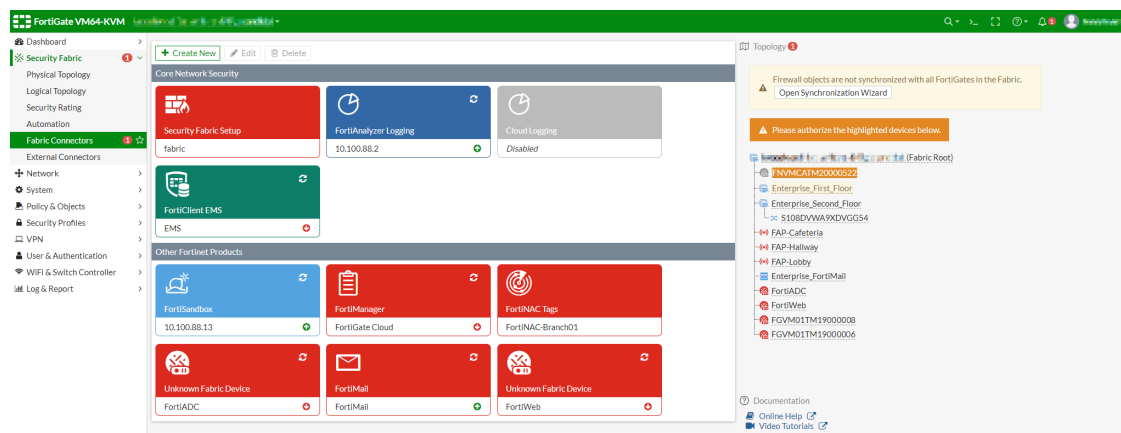 FortiGate VM64-KVM
1
Dashboard
Security Fabric 1
Physical Topology
Logical Topology
Security Rating
Automation
Fabric Connectors 1
External Connectors
Network
System
Policy & Objects
Security Profiles
VPN
User & Authentication
WiFi & Switch Controller
Log & Report
+ Create New Edit Delete
Core Network Security
Security Fabric Setup
fabric
FortiAnalyzer Logging
10.100.88.2
Cloud Logging
Disabled
FortiClient EMS
EMS
Other Fortinet Products
FortiSandbox
10.100.88.13
FortiManager
FortiGate Cloud
FortiNAC Tags
FortiNAC-Branch01
Unknown Fabric Device
FortiADC
FortiMail
FortiMail
Unknown Fabric Device
FortiWeb
Topology 1
Firewall objects are not synchronized with all FortiGates in the Fabric.
Open Synchronization Wizard
Please authorize the highlighted devices below.
(Fabric Root)
FNVMCATM20000522
Enterprise_First_Floor
Enterprise_Second_Floor
S108DVWA9XDVGG54
FAP-Cafeteria
FAP-Hallway
FAP-Lobby
Enterprise_FortiMail
FortiADC
FortiWeb
FGVM01TM19000008
FGVM01TM19000006
Documentation
Online Help
Video Tutorials